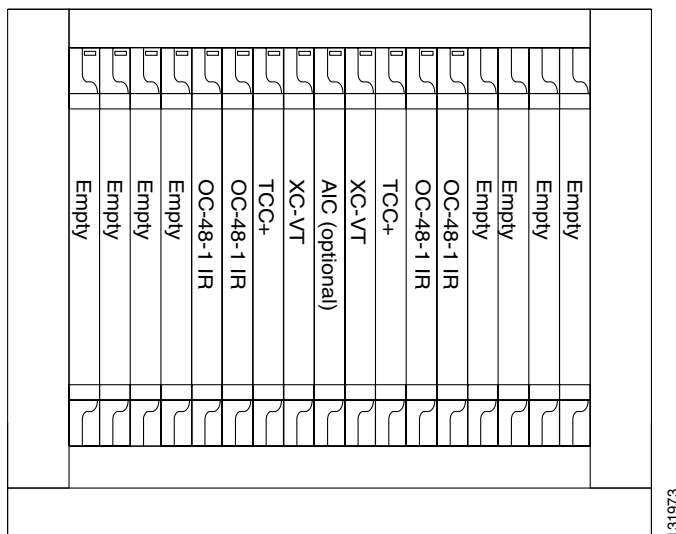 Empty
Empty
Empty
Empty
OC-48-1 IR
OC-48-1 IR
TCC+
XC-VT
AIC (optional)
XC-VT
TCC+
OC-48-1 IR
OC-48-1 IR
Empty
Empty
Empty
Empty
131973